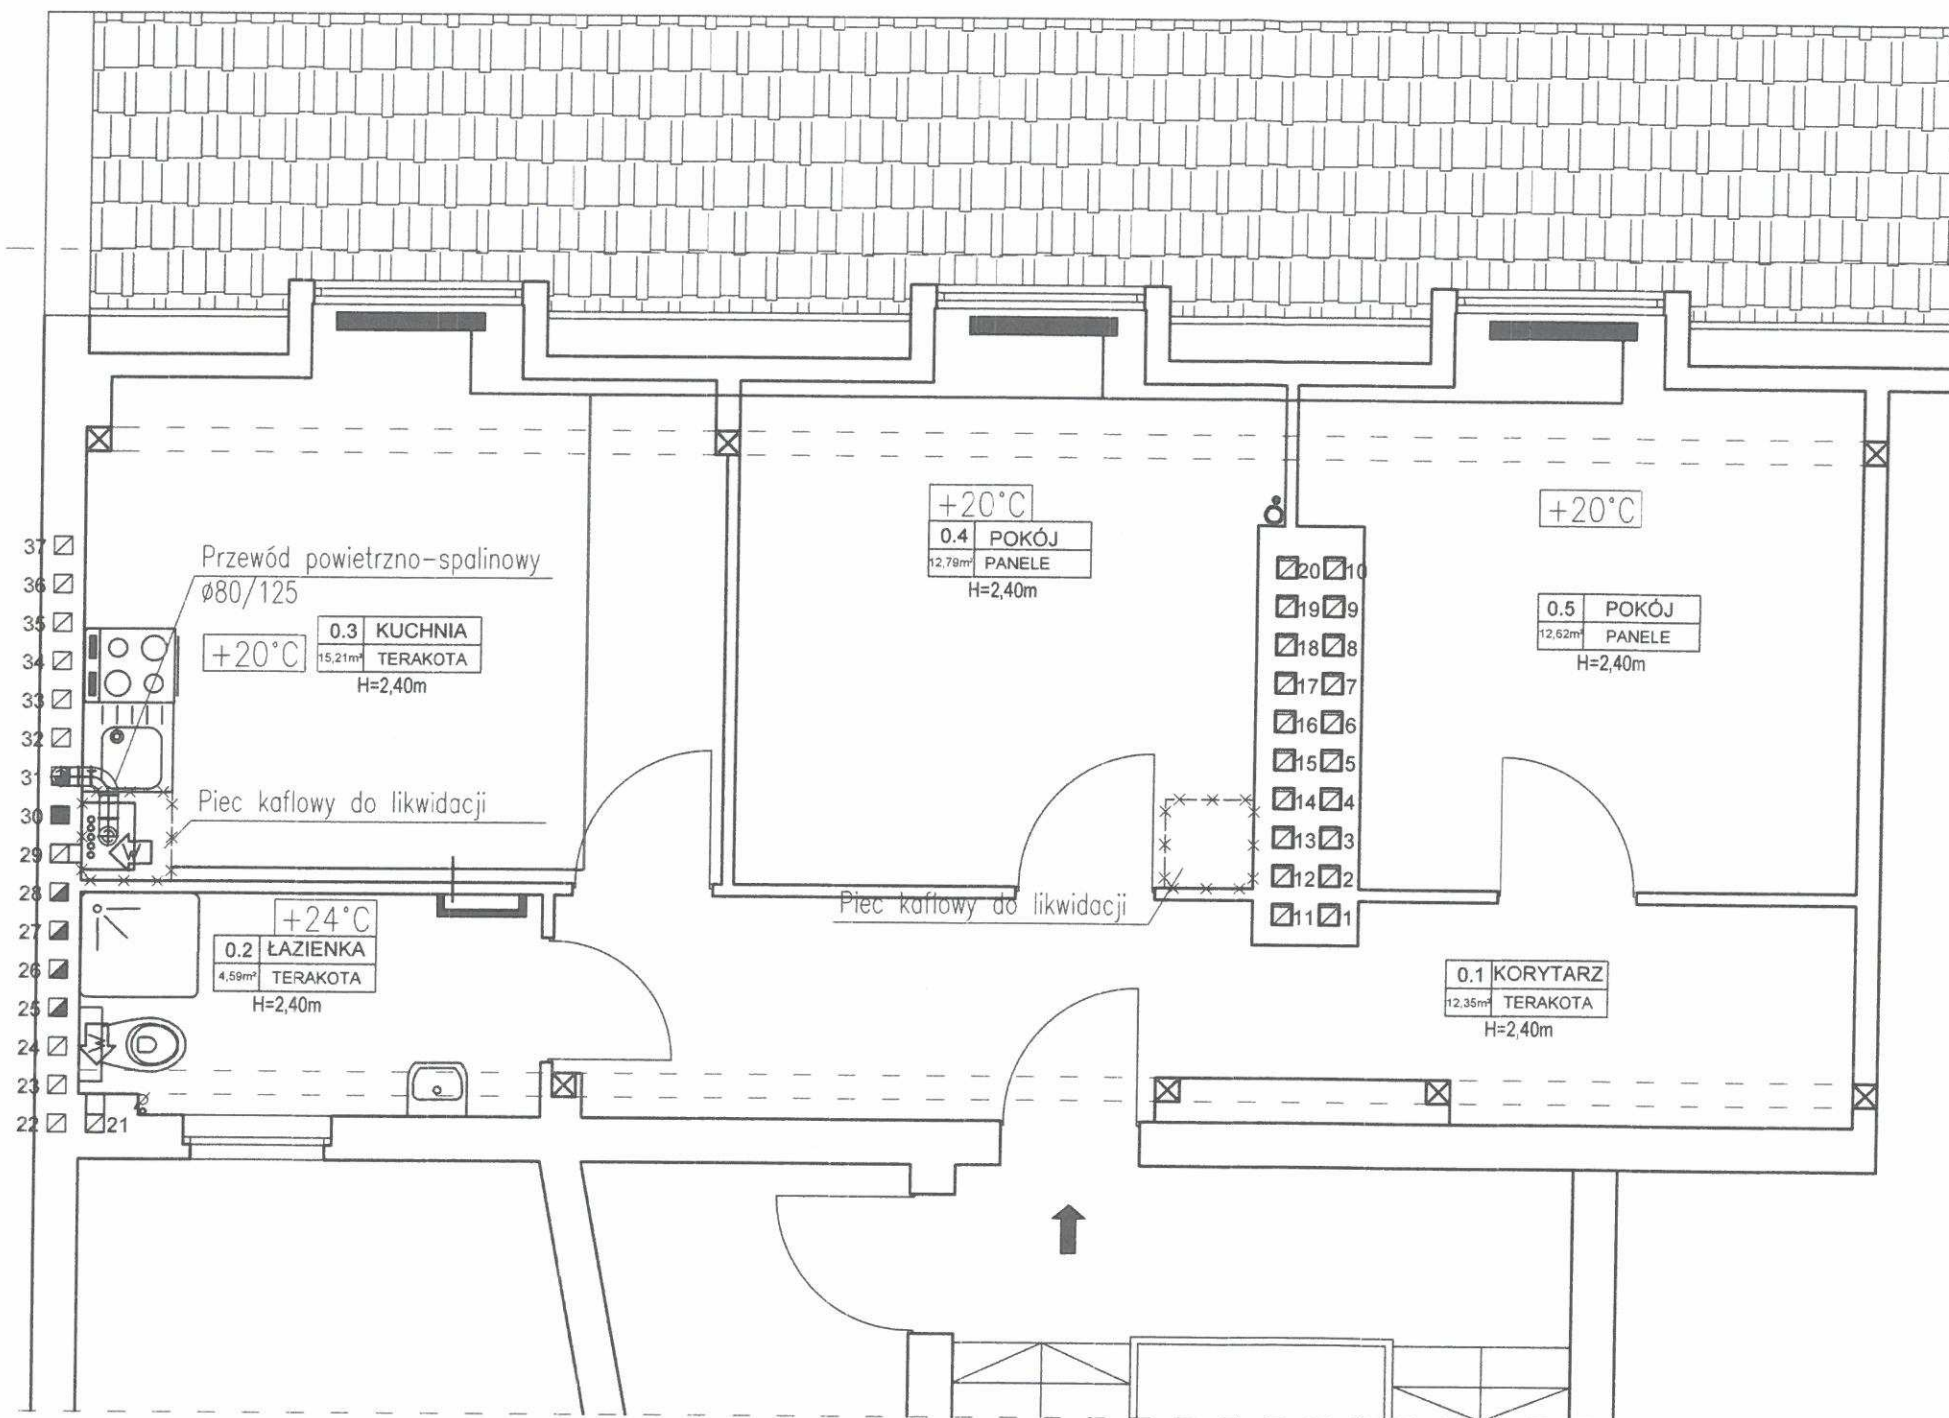 +20°C
0.4 POKÓJ
12,79m² PANELE
H=2,40m
+20°C
0.5 POKÓJ
12,62m² PANELE
H=2,40m
Przewód powietrzno-spalinowy
ø80/125
+20°C
0.3 KUCHNIA
15,21m² TERAKOTA
H=2,40m
Piec kaflowy do likwidacji
37
36
35
34
33
32
31
30
29
28
27
26
25
24
23
22 21
20 10
19 9
18 8
17 7
16 6
15 5
14 4
13 3
12 2
11 1
Piec kaflowy do likwidacji
+24°C
0.2 ŁAZIENKA
4,59m² TERAKOTA
H=2,40m
0.1 KORYTARZ
12,35m² TERAKOTA
H=2,40m